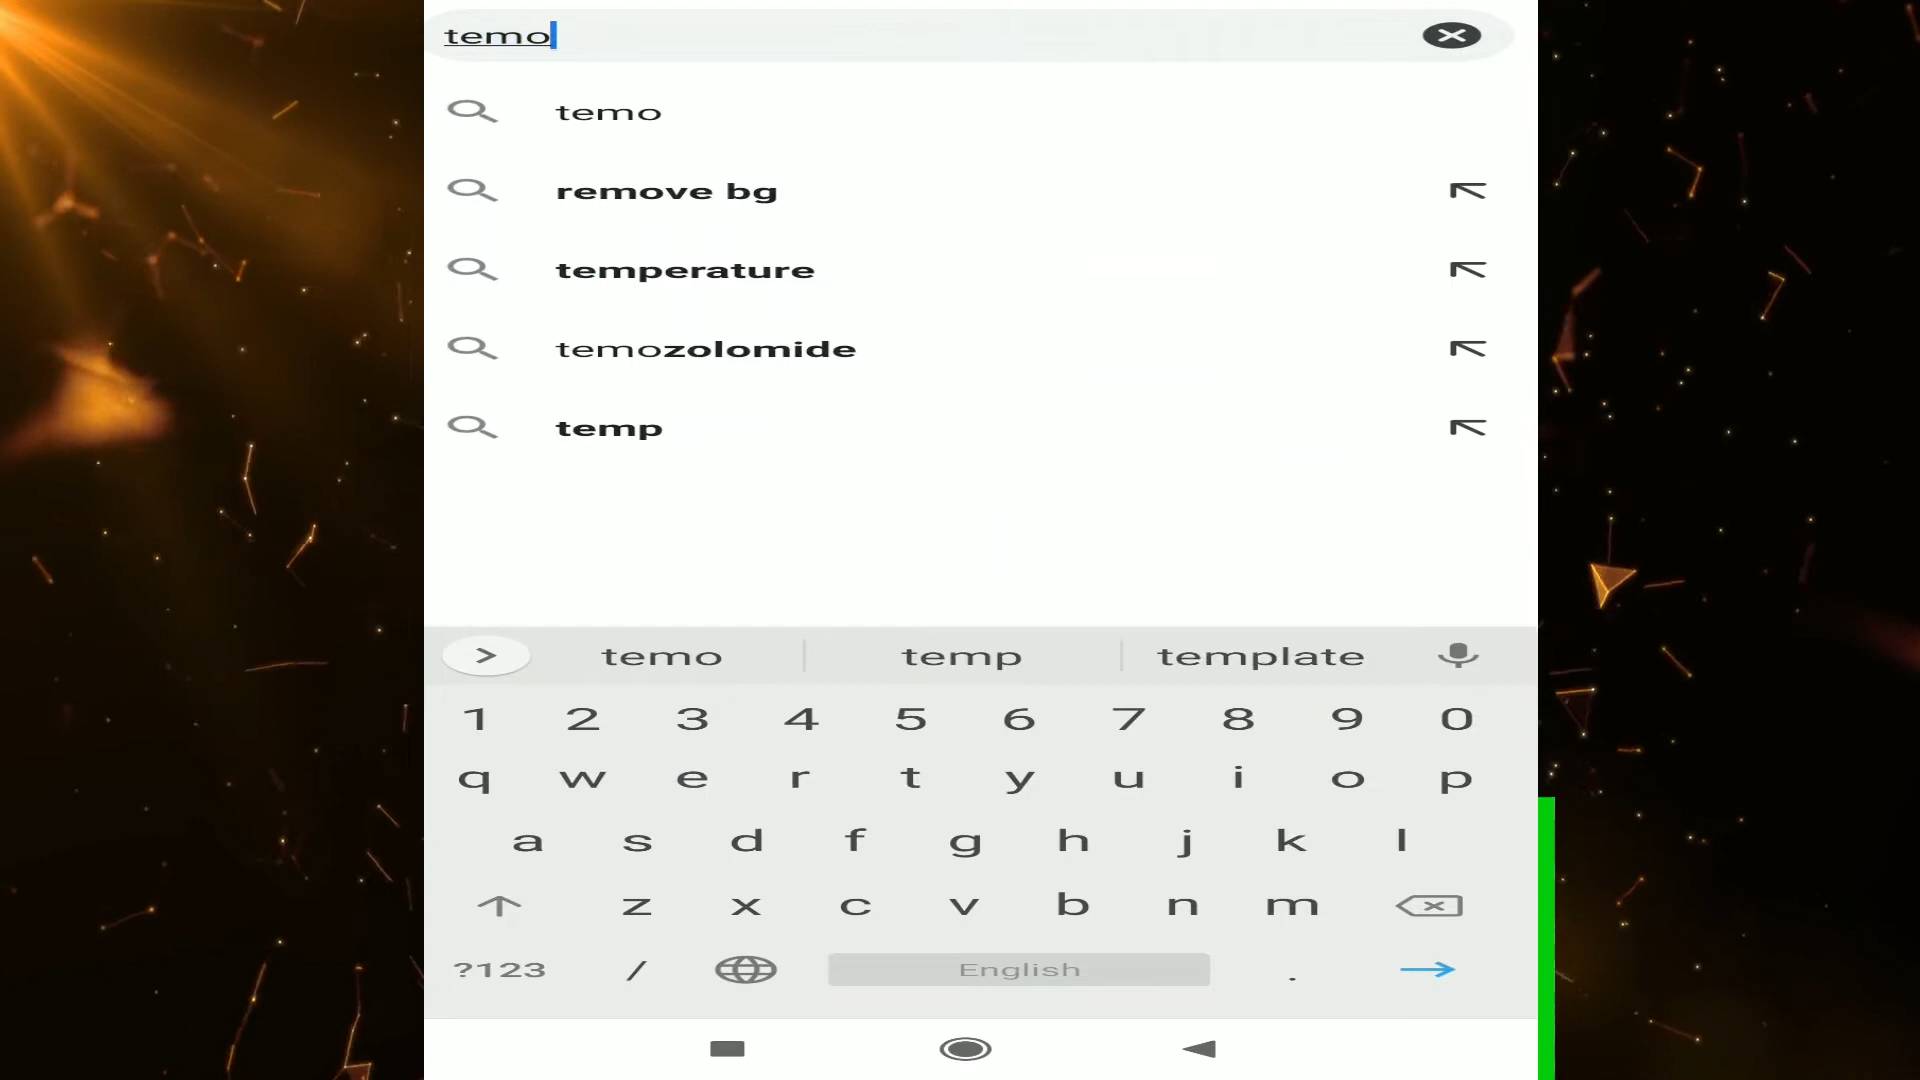 temo
temo
remove bg
temperature
temozolomide
temp
temo temp template
1 2 3 4 5 6 7 8 9 0
q w e r t y u i o p
a s d f g h j k l
z x c v b n m
?123 / English .